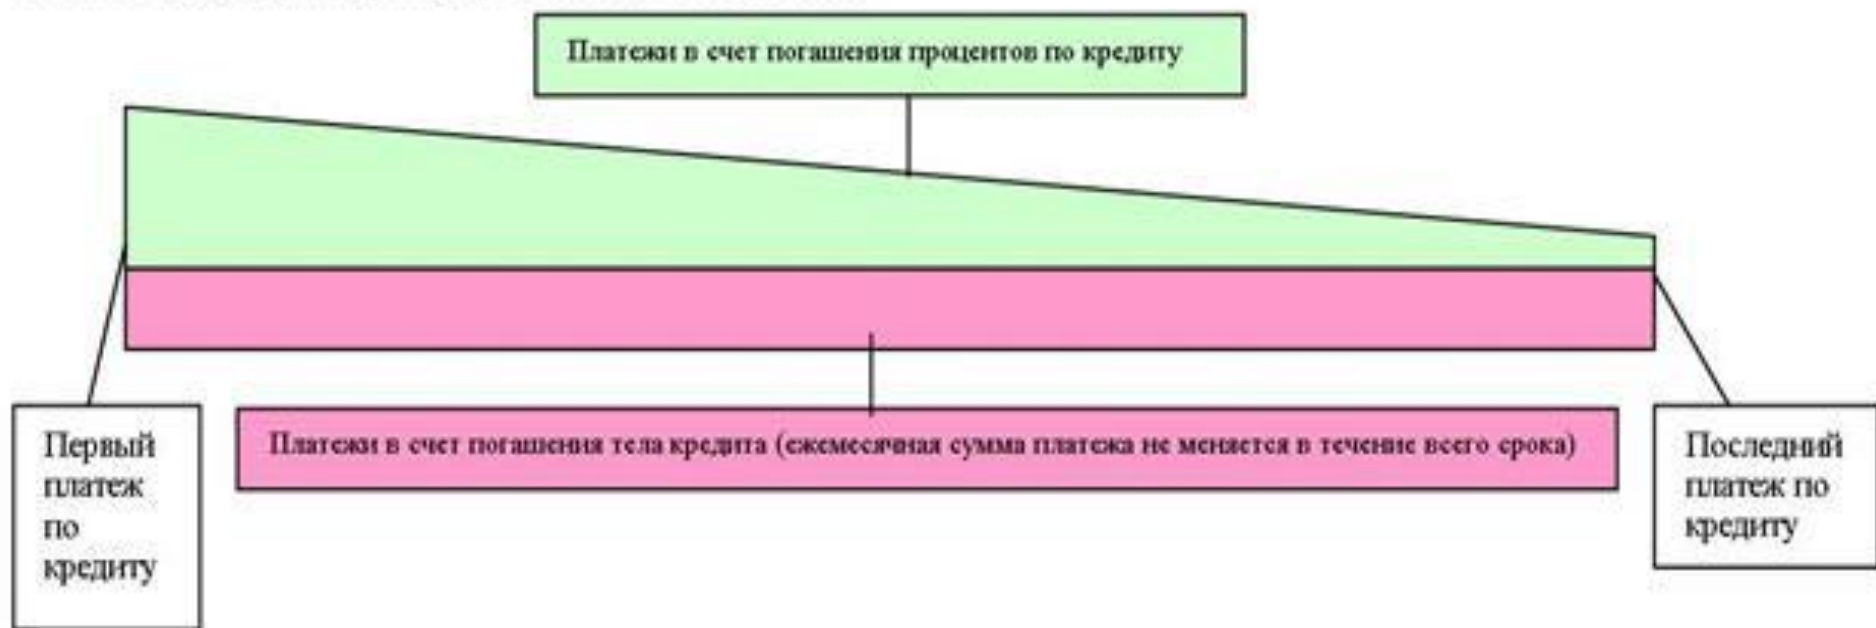 Платежи в счет погашения процентов по кредиту
Первый
платеж
по
кредиту
Платежи в счет погашения тела кредита (ежемесячная сумма платежа не меняется в течение всего срока)
Последний
платеж по
кредиту